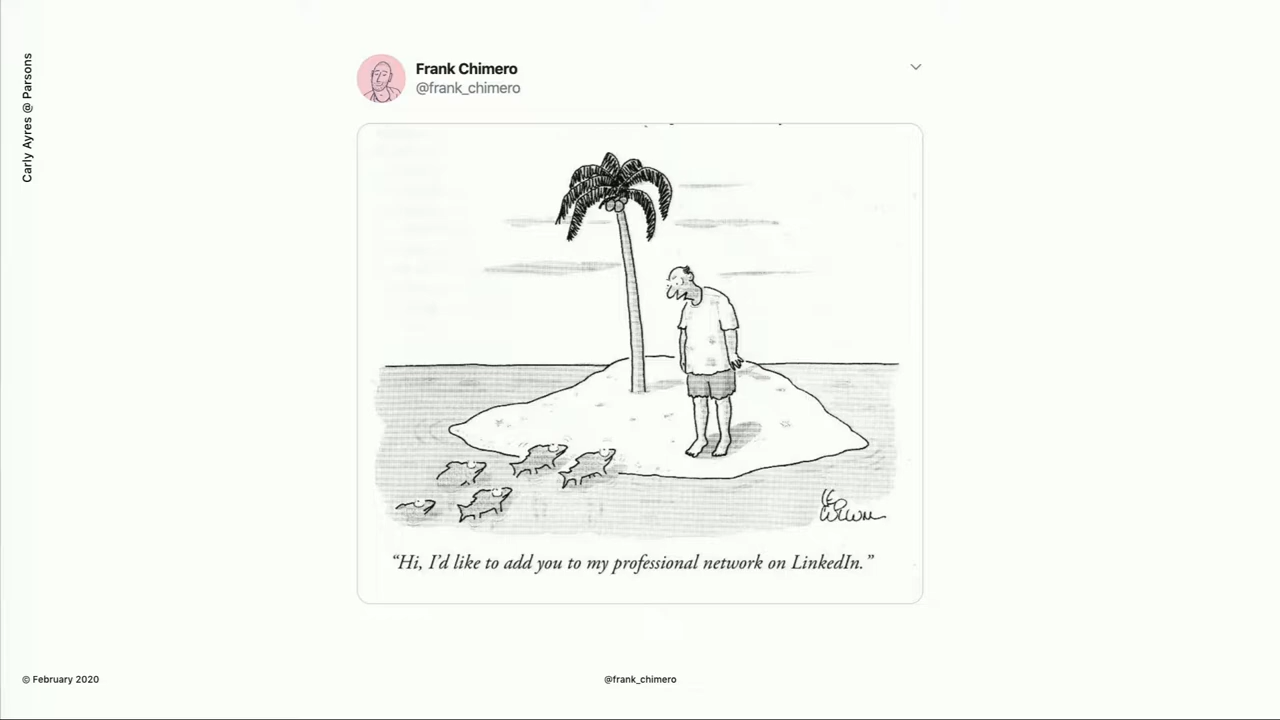 Carly Ayres @ Parsons
Frank Chimero
@frank_chimero
“Hi, I’d like to add you to my professional network on LinkedIn.”
© February 2020
@frank_chimero